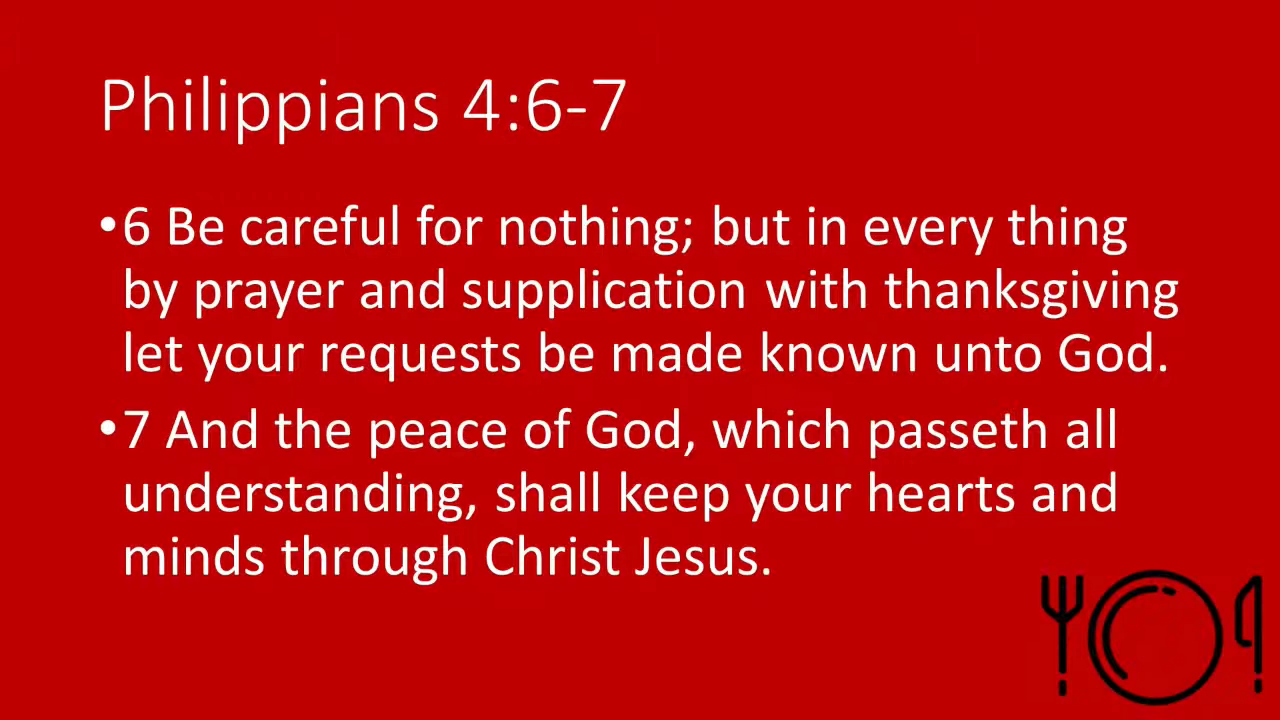 Philippians 4:6-7
•6 Be careful for nothing; but in every thing
by prayer and supplication with thanksgiving
let your requests be made known unto God.
•7 And the peace of God, which passeth all
understanding, shall keep your hearts and
minds through Christ Jesus.